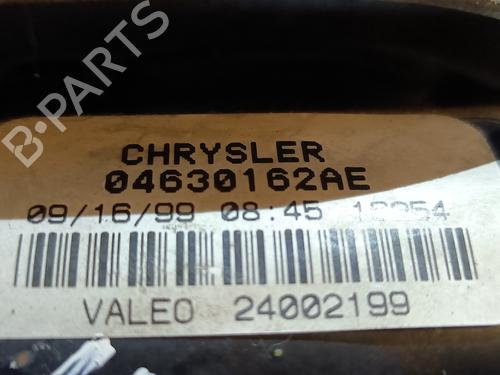 B-PARTS
CHRYSLER
04630162AE
09/16/99 08:45
VALEO 24002199